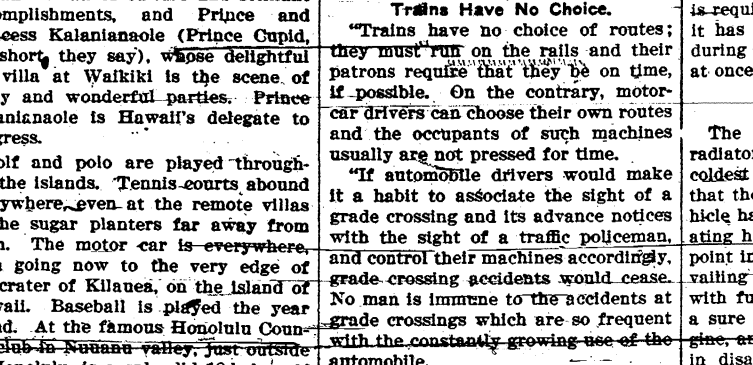 omplishments, and Prince and
cess Kalanianaole (Prince Cupid,
short, they say), whose delightful
villa at Waikiki is the scene of
y and wonderful parties. Prince
anianaole is Hawaii's delegate to
gress.
olf and polo are played through-
the islands. Tennis courts abound
ywhere, even at the remote villas
he sugar planters far away from
n. The motor car is everywhere,
going now to the very edge of
crater of Kilauea, on the island of
vaii. Baseball is played the year
nd. At the famous Honolulu Coun-
club in Nuuanu valley, just outside
Trains Have No Choice.
"Trains have no choice of routes;
they must run on the rails and their
patrons require that they be on time,
if possible. On the contrary, motor-
car drivers can choose their own routes
and the occupants of such machines
usually are not pressed for time.
"If automobile drivers would make
it a habit to associate the sight of a
grade crossing and its advance notices
with the sight of a traffic policeman,
and control their machines accordingly,
grade crossing accidents would cease.
No man is immune to the accidents at
grade crossings which are so frequent
with the constantly growing use of the
automobile.
is requi
it has
during
at once
The
radiator
coldest
that the
hicle ha
ating h
point in
vailing
with fu
a sure
gine, an
in disa